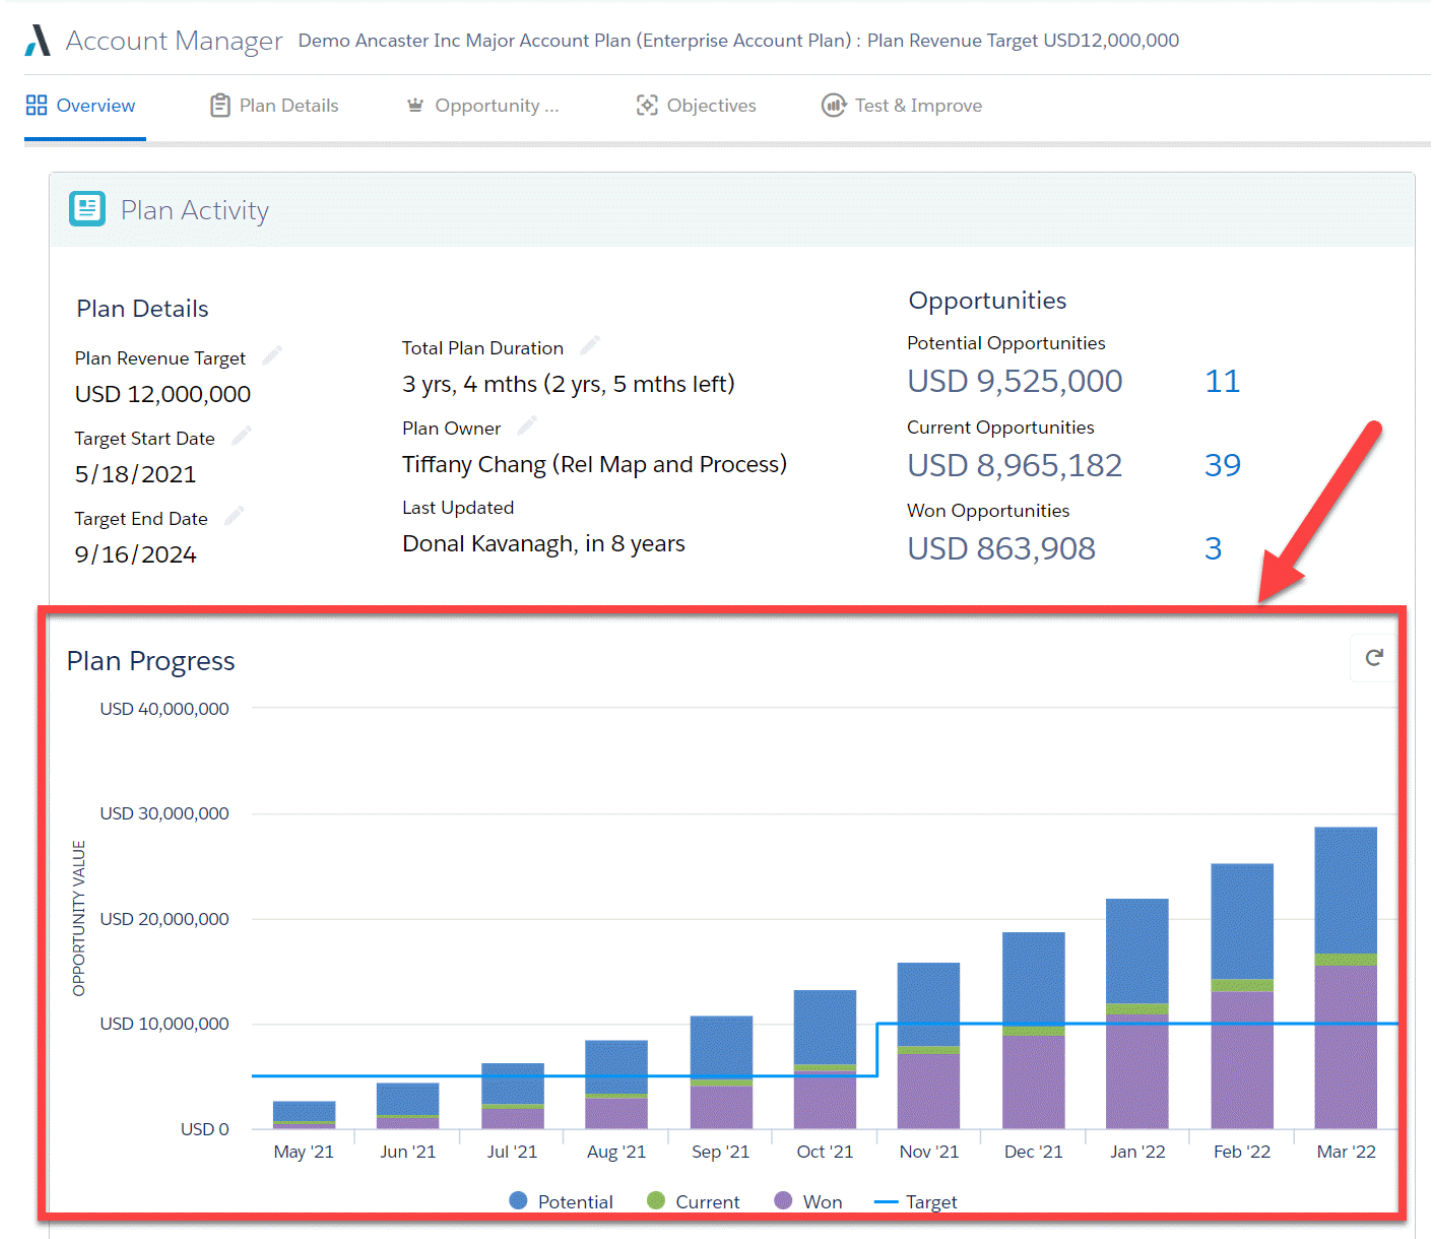 Account Manager Demo Ancaster Inc Major Account Plan (Enterprise Account Plan) : Plan Revenue Target USD12,000,000
Overview Plan Details Opportunity ... Objectives Test & Improve
Plan Activity
Plan Details
Plan Revenue Target
USD 12,000,000
Target Start Date
5/18/2021
Target End Date
9/16/2024
Total Plan Duration
3 yrs, 4 mths (2 yrs, 5 mths left)
Plan Owner
Tiffany Chang (Rel Map and Process)
Last Updated
Donal Kavanagh, in 8 years
Opportunities
Potential Opportunities
USD 9,525,000 11
Current Opportunities
USD 8,965,182 39
Won Opportunities
USD 863,908 3
Plan Progress
OPPORTUNITY VALUE
USD 40,000,000
USD 30,000,000
USD 20,000,000
USD 10,000,000
USD 0
May '21 Jun '21 Jul '21 Aug '21 Sep '21 Oct '21 Nov '21 Dec '21 Jan '22 Feb '22 Mar '22
Potential Current Won Target